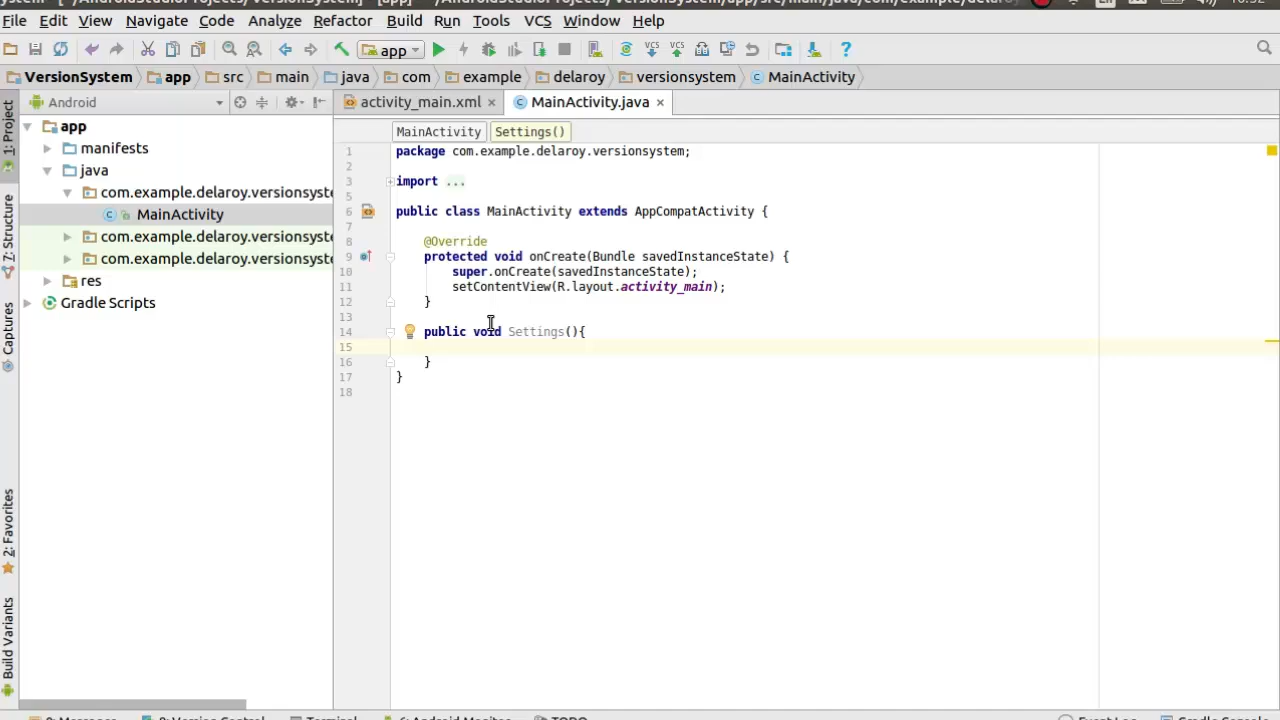 File Edit View Navigate Code Analyze Refactor Build Run Tools VCS Window Help
app VCS VCS ?
VersionSystem app src main java com example delaroy versionsystem MainActivity
Android
activity_main.xml MainActivity.java
MainActivity Settings()
1: Project
Z: Structure
Captures
2: Favorites
Build Variants
app
manifests
java
com.example.delaroy.versionsyste
MainActivity
com.example.delaroy.versionsyste
com.example.delaroy.versionsyste
res
Gradle Scripts
1 package com.example.delaroy.versionsystem;
2
3 import ...
5
6 public class MainActivity extends AppCompatActivity {
7
8 @Override
9 protected void onCreate(Bundle savedInstanceState) {
10 super.onCreate(savedInstanceState);
11 setContentView(R.layout.activity_main);
12 }
13
14 public void Settings(){
15
16 }
17 }
18